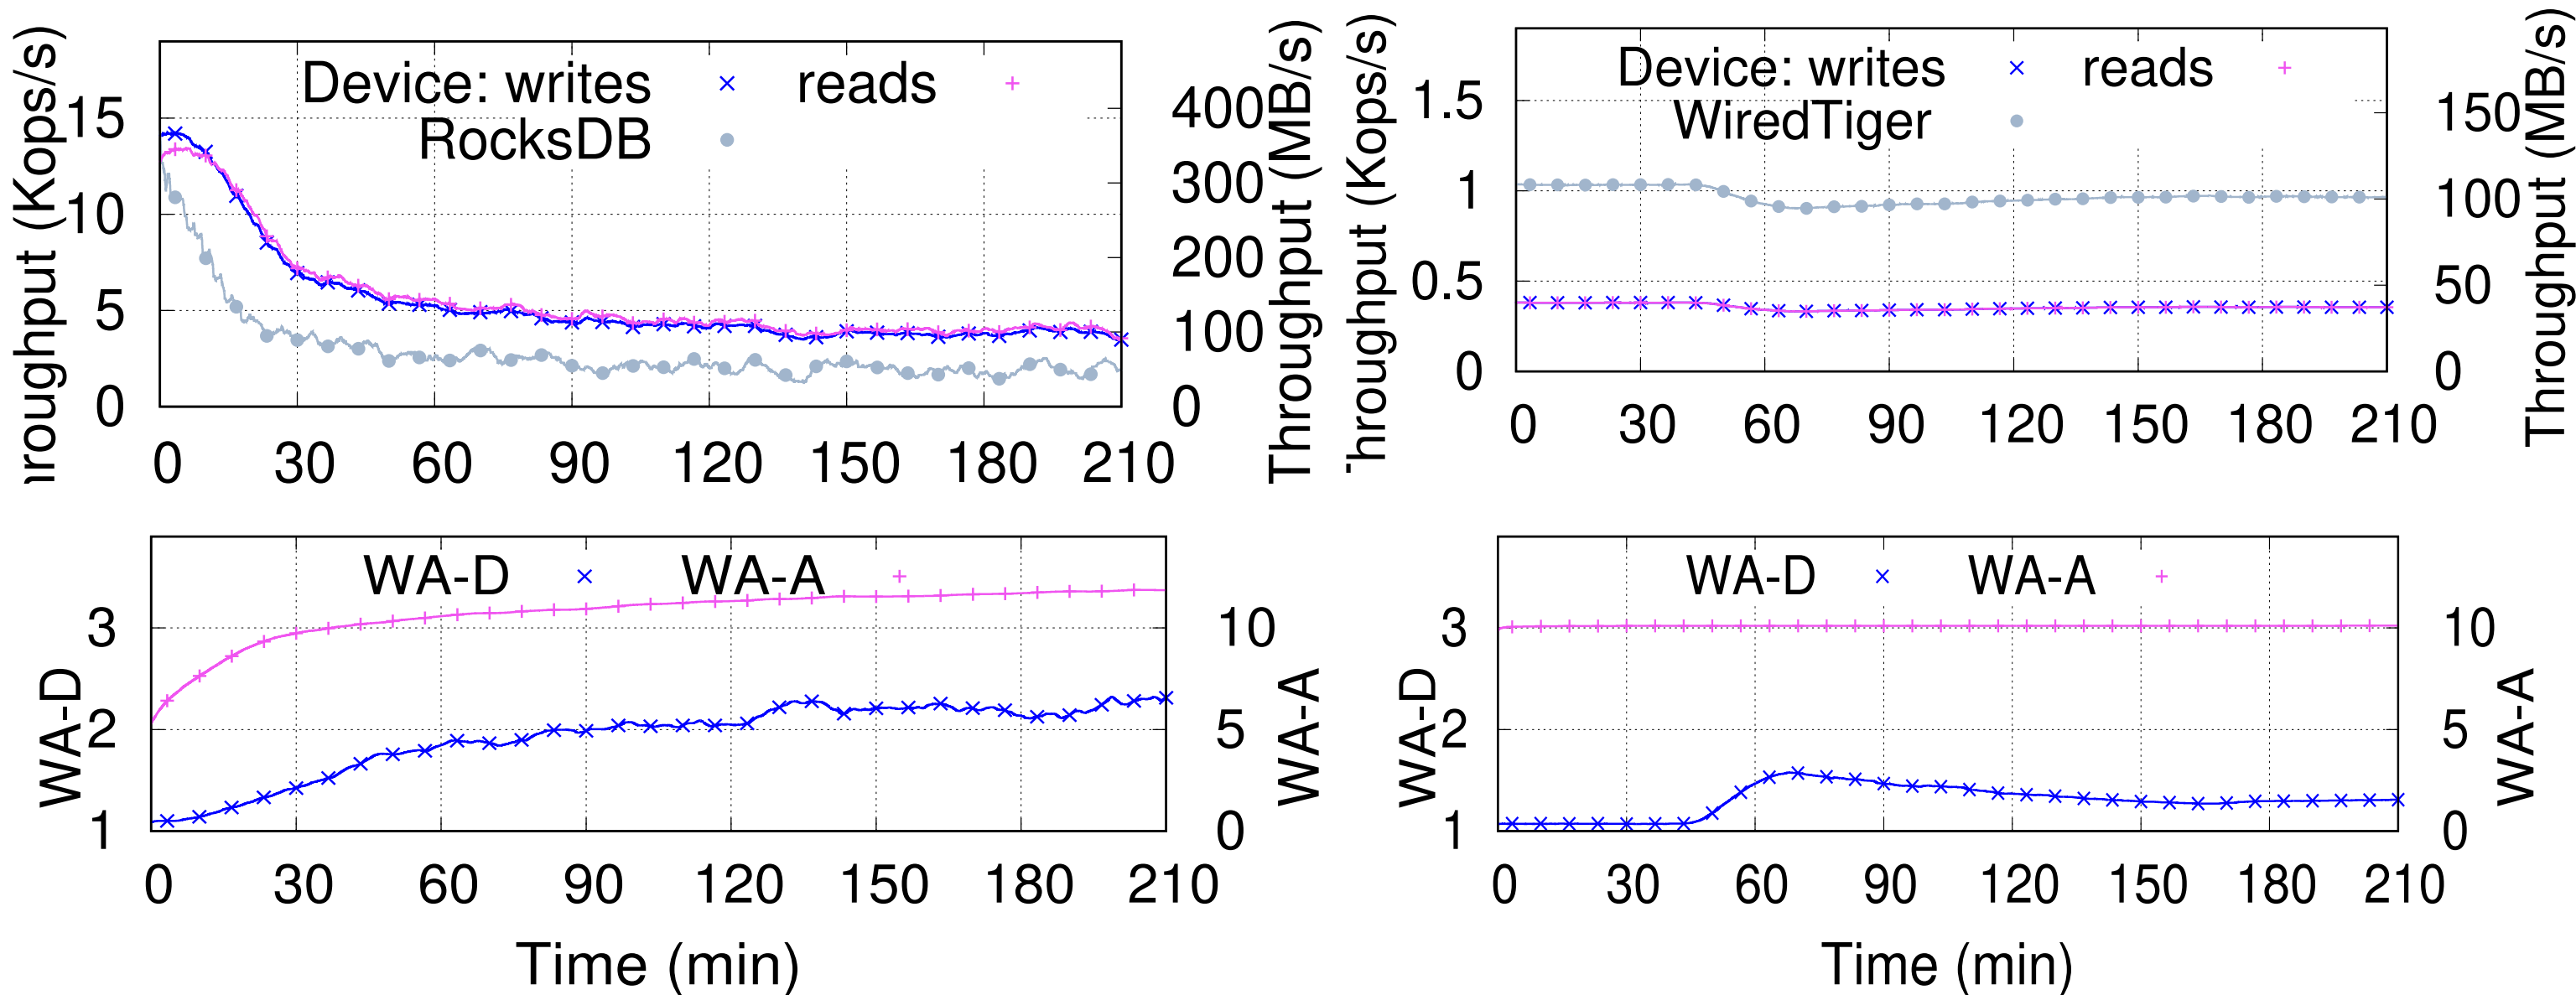 Device: writes reads
RocksDB
15
10
5
0
400
300
200
100
0
roughput (Kops/s)
Throughput (MB/s)
0 30 60 90 120 150 180 210
Device: writes reads
WiredTiger
1.5
1
0.5
0
150
100
50
0
Throughput (Kops/s)
Throughput (MB/s)
0 30 60 90 120 150 180 210
WA-D WA-A
3
2
1
10
5
0
WA-D
WA-A
0 30 60 90 120 150 180 210
Time (min)
WA-D WA-A
3
2
1
10
5
0
WA-D
WA-A
0 30 60 90 120 150 180 210
Time (min)